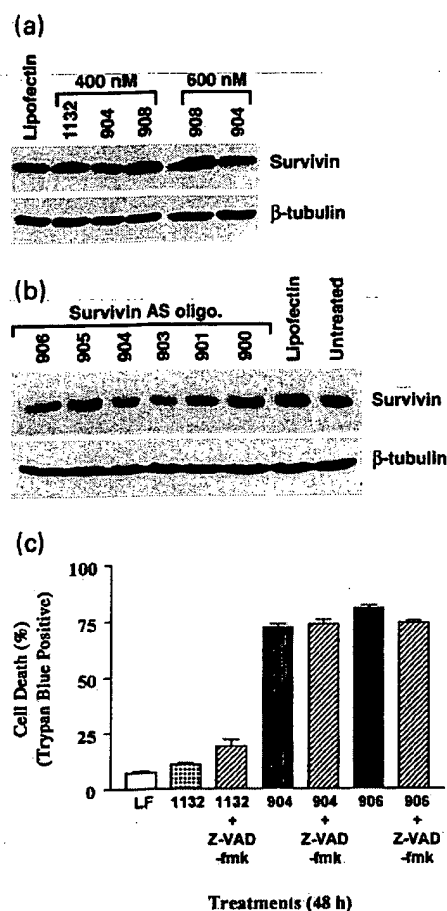 (a)
400 nM 600 nM
Lipofectin 1132 904 908 908 904
Survivin
β-tubulin
(b)
Survivin AS oligo.
906 905 904 903 901 900 Lipofectin Untreated
Survivin
β-tubulin
(c)
Cell Death (%)
(Trypan Blue Positive)
100
75
50
25
0
LF 1132 1132 904 904 906 906
+ + +
Z-VAD Z-VAD Z-VAD
-fmk -fmk -fmk
Treatments (48 h)